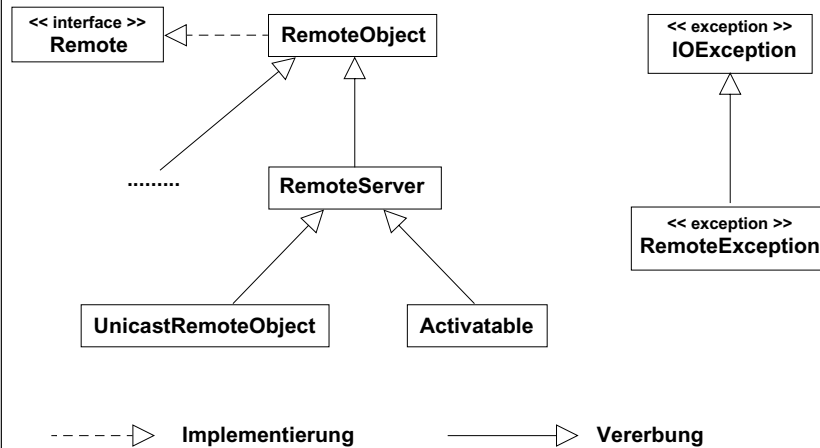 << interface >>
Remote
RemoteObject
<< exception >>
IOException
.........
RemoteServer
<< exception >>
RemoteException
UnicastRemoteObject
Activatable
Implementierung
Vererbung